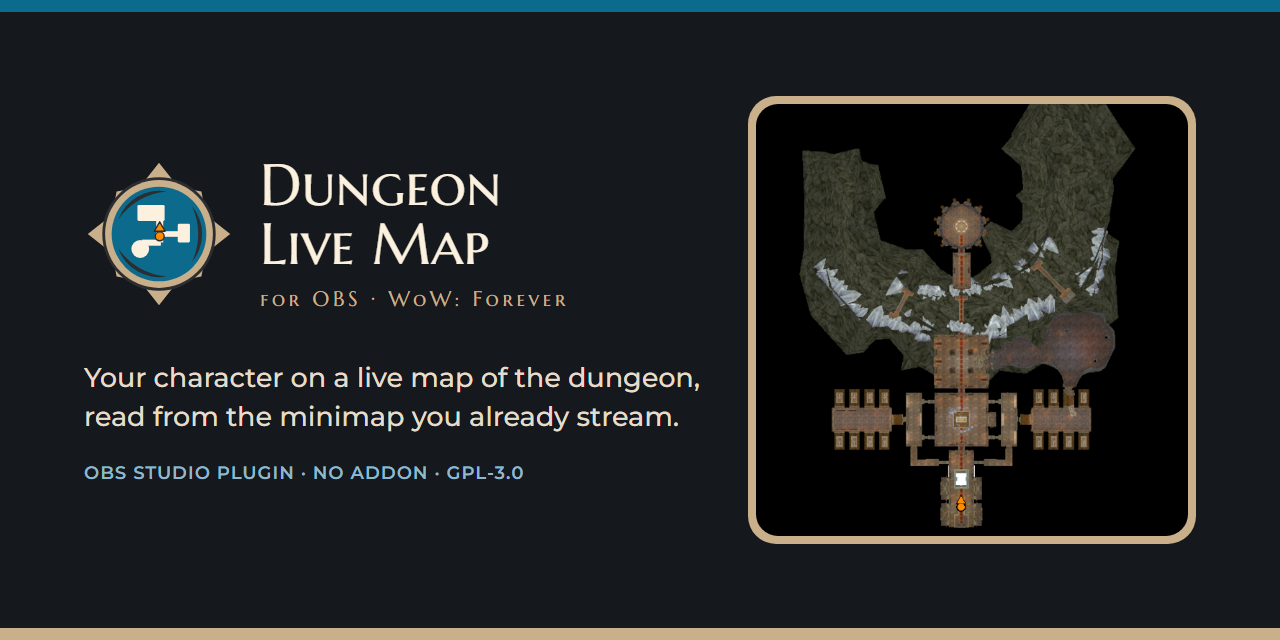 Dungeon
Live Map
for OBS · WoW: Forever
Your character on a live map of the dungeon,
read from the minimap you already stream.
OBS STUDIO PLUGIN · NO ADDON · GPL-3.0